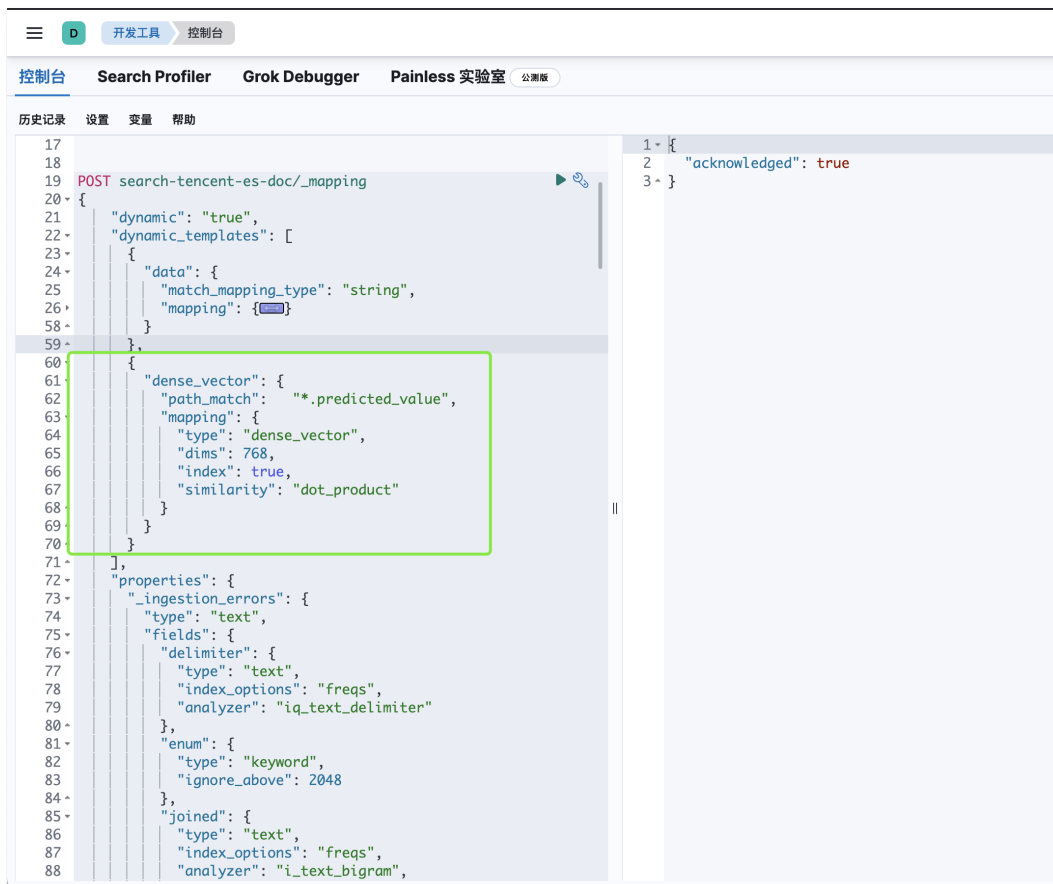 D 开发工具 控制台
控制台 Search Profiler Grok Debugger Painless 实验室 公测版
历史记录 设置 变量 帮助
17
18
19 POST search-tencent-es-doc/_mapping
20 {
21 "dynamic": "true",
22 "dynamic_templates": [
23 {
24 "data": {
25 "match_mapping_type": "string",
26 "mapping": {}
58 }
59 },
60 {
61 "dense_vector": {
62 "path_match": "*.predicted_value",
63 "mapping": {
64 "type": "dense_vector",
65 "dims": 768,
66 "index": true,
67 "similarity": "dot_product"
68 }
69 }
70 }
71 ],
72 "properties": {
73 "_ingestion_errors": {
74 "type": "text",
75 "fields": {
76 "delimiter": {
77 "type": "text",
78 "index_options": "freqs",
79 "analyzer": "iq_text_delimiter"
80 },
81 "enum": {
82 "type": "keyword",
83 "ignore_above": 2048
84 },
85 "joined": {
86 "type": "text",
87 "index_options": "freqs",
88 "analyzer": "i_text_bigram",
1 {
2 "acknowledged": true
3 }